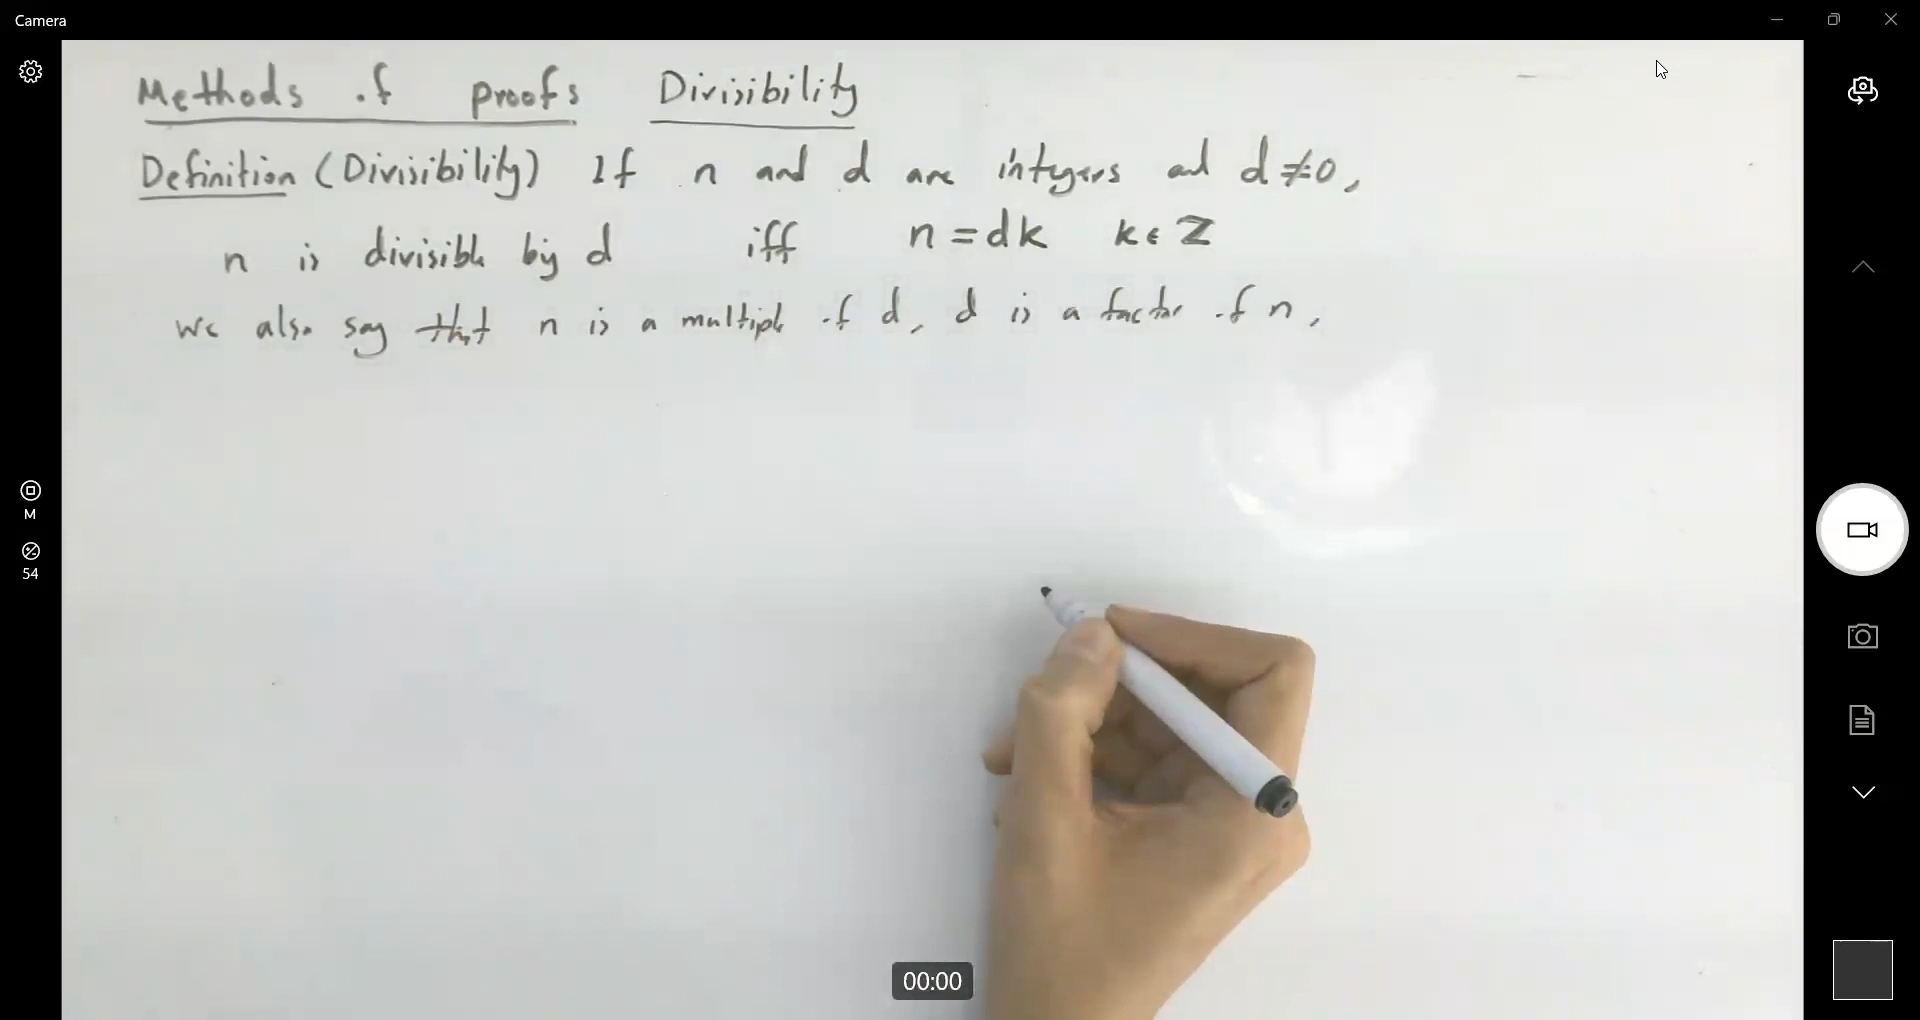 Camera
Methods of proofs Divisibility
Definition (Divisibility) If n and d are integers and d≠0,
n is divisible by d iff n = dk k ∈ ℤ
we also say that n is a multiple of d, d is a factor of n,
M
54
00:00